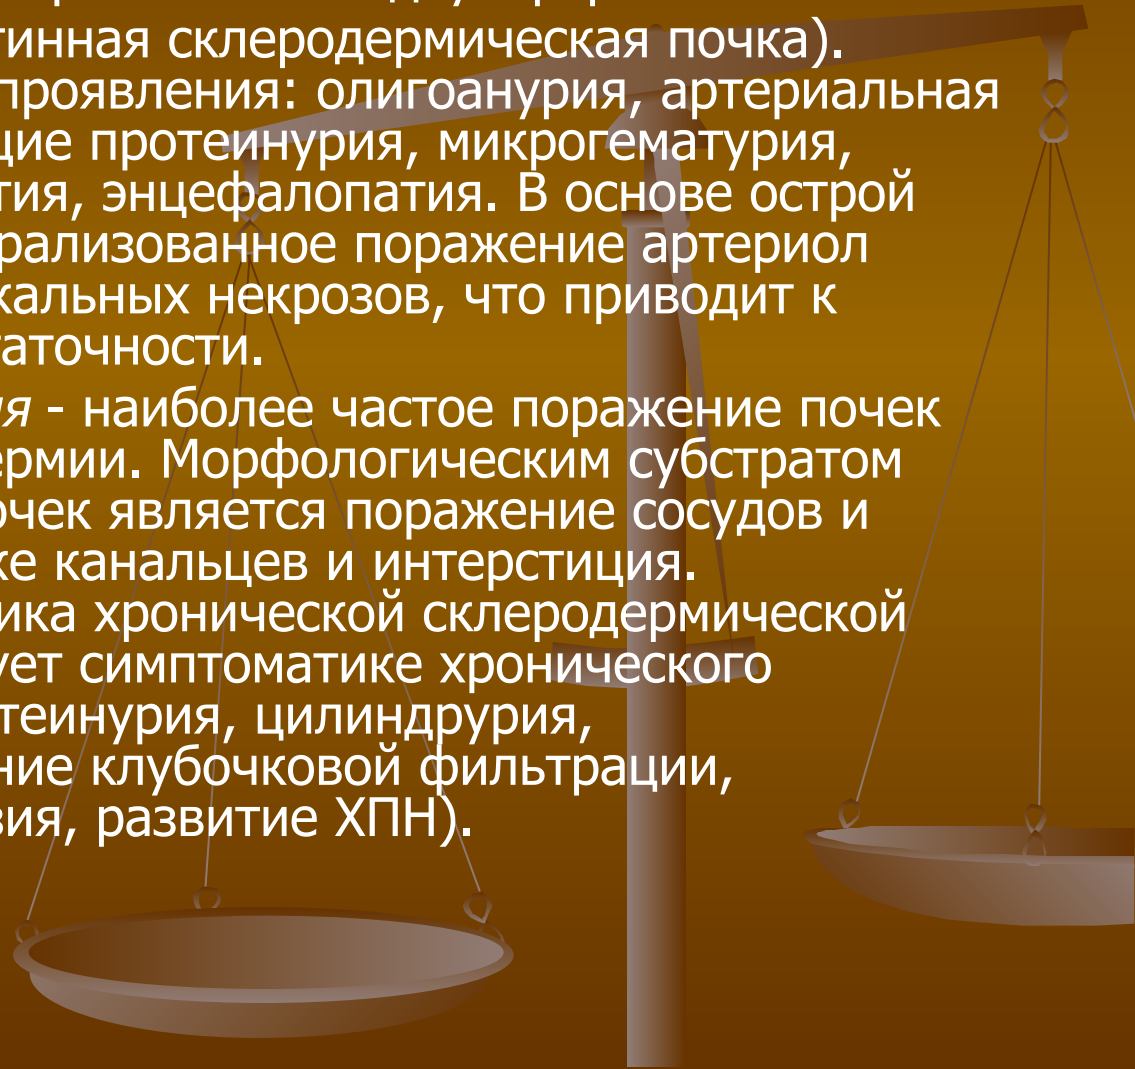 тинная склеродермическая почка).
проявления: олигоанурия, артериальная
щие протеинурия, микрогематурия,
тия, энцефалопатия. В основе острой
рализованное поражение артериол
кальных некрозов, что приводит к
таточности.
ия - наиболее частое поражение почек
ермии. Морфологическим субстратом
очек является поражение сосудов и
же канальцев и интерстиция.
ика хронической склеродермической
ует симптоматике хронического
теинурия, цилиндрурия,
ние клубочковой фильтрации,
зия, развитие ХПН).